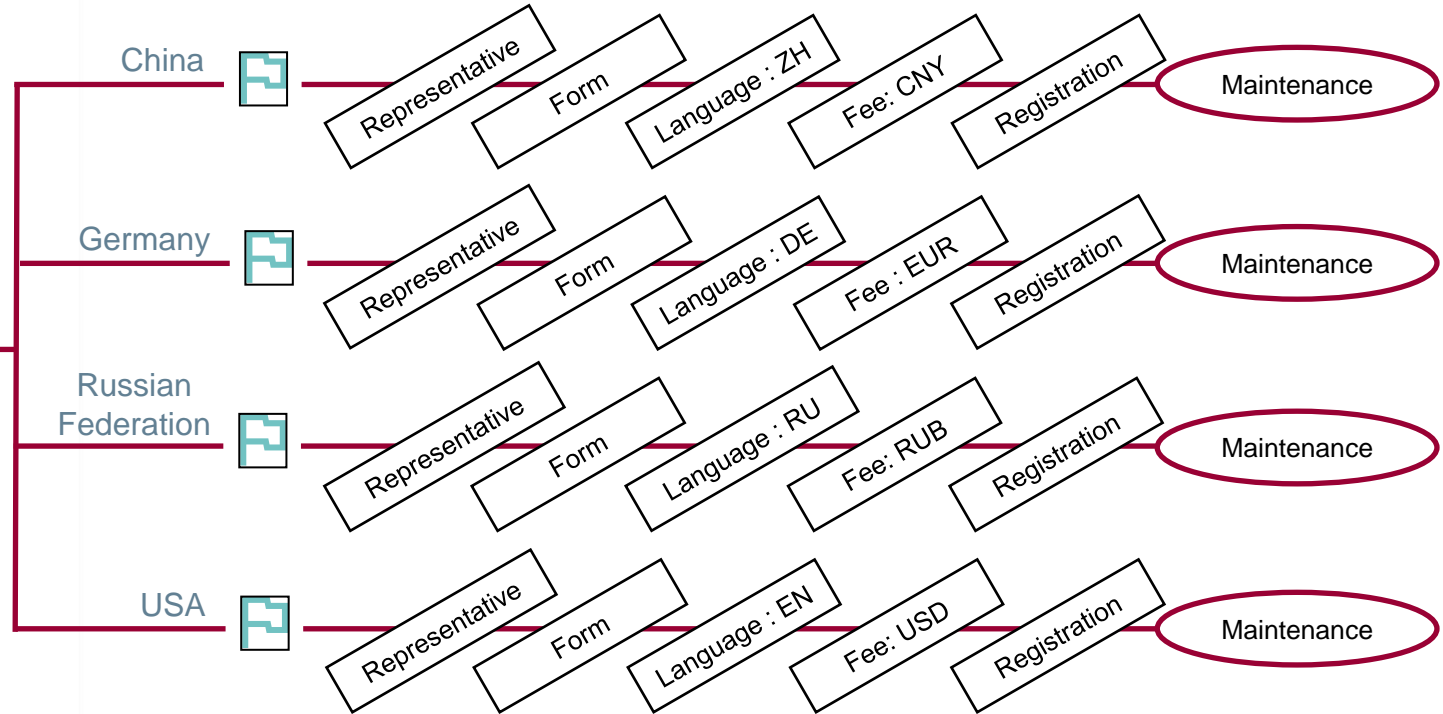 China
Representative
Form
Language : ZH
Fee: CNY
Registration
Maintenance
Germany
Representative
Form
Language : DE
Fee : EUR
Registration
Maintenance
Russian
Federation
Representative
Form
Language : RU
Fee: RUB
Registration
Maintenance
USA
Representative
Form
Language : EN
Fee: USD
Registration
Maintenance